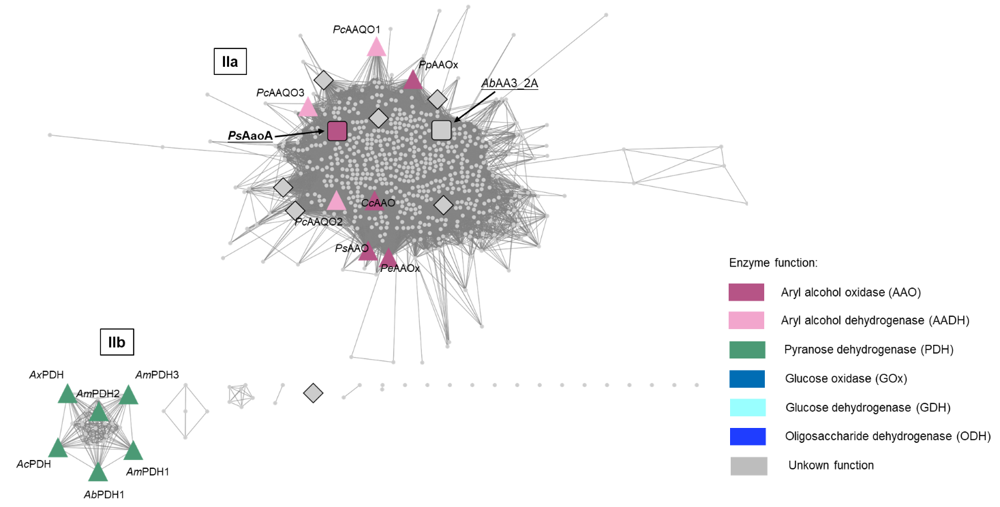 PcAAQO1
IIa
PpAAOx
AbAA3_2A
PcAAQO3
PsAaoA
CcAAO
PcAAQO2
PsAAO
PeAAOx
Enzyme function:
Aryl alcohol oxidase (AAO)
Aryl alcohol dehydrogenase (AADH)
Pyranose dehydrogenase (PDH)
Glucose oxidase (GOx)
Glucose dehydrogenase (GDH)
Oligosaccharide dehydrogenase (ODH)
Unkown function
IIb
AxPDH
AmPDH3
AmPDH2
AcPDH
AmPDH1
AbPDH1